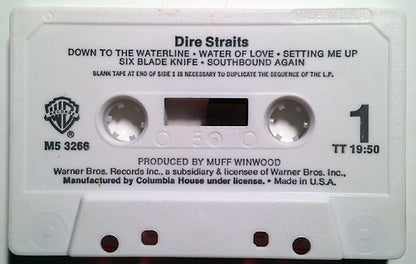 MADE IN U.S.A.
Dire Straits
DOWN TO THE WATERLINE • WATER OF LOVE • SETTING ME UP
SIX BLADE KNIFE • SOUTHBOUND AGAIN
BLANK TAPE AT END OF SIDE 1 IS NECESSARY TO DUPLICATE THE SEQUENCE OF THE L.P.
WB
M5 3266
5
1
TT 19:50
PRODUCED BY MUFF WINWOOD
Warner Bros. Records Inc., a subsidiary & licensee of Warner Bros. Inc.,
Manufactured by Columbia House under license. • Made in U.S.A.